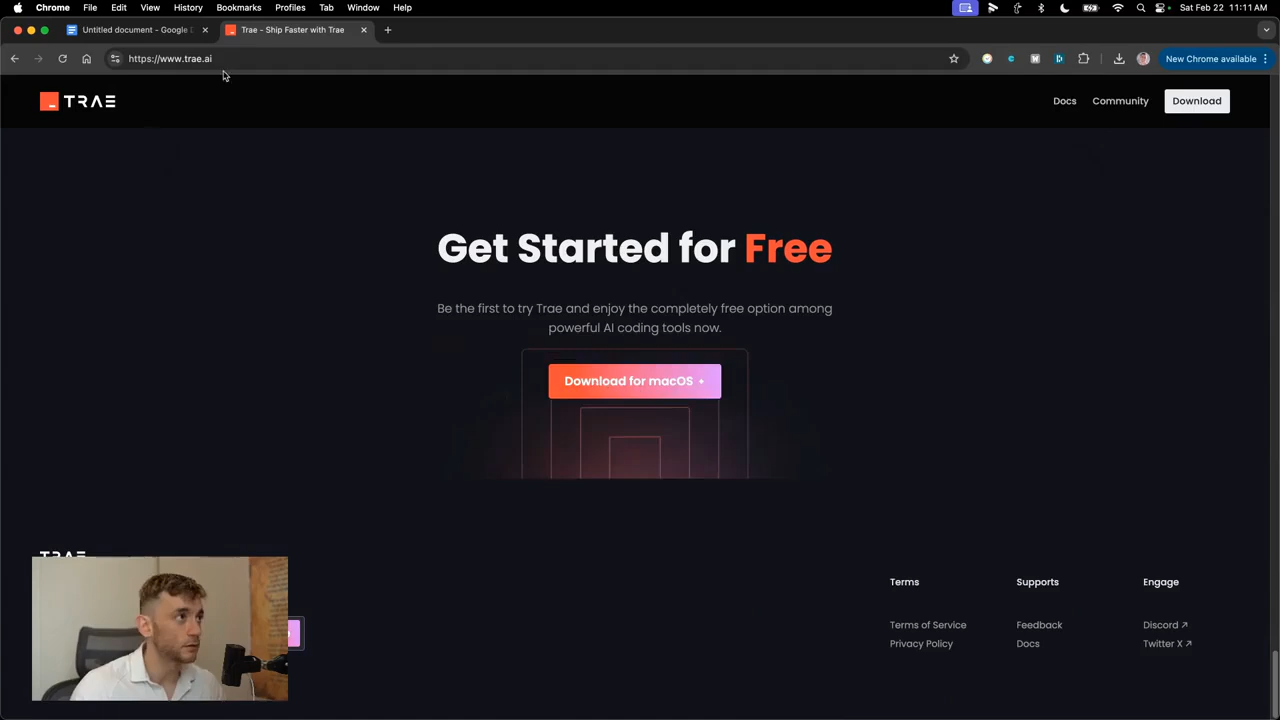 Chrome File Edit View History Bookmarks Profiles Tab Window Help Sat Feb 22 11:11 AM
Untitled document - Google Trae - Ship Faster with Trae
https://www.trae.ai New Chrome available
TRAE Docs Community Download
Get Started for Free
Be the first to try Trae and enjoy the completely free option among
powerful AI coding tools now.
Download for macOS
TRAE
Terms Supports Engage
Terms of Service Feedback Discord ↗
Privacy Policy Docs Twitter X ↗